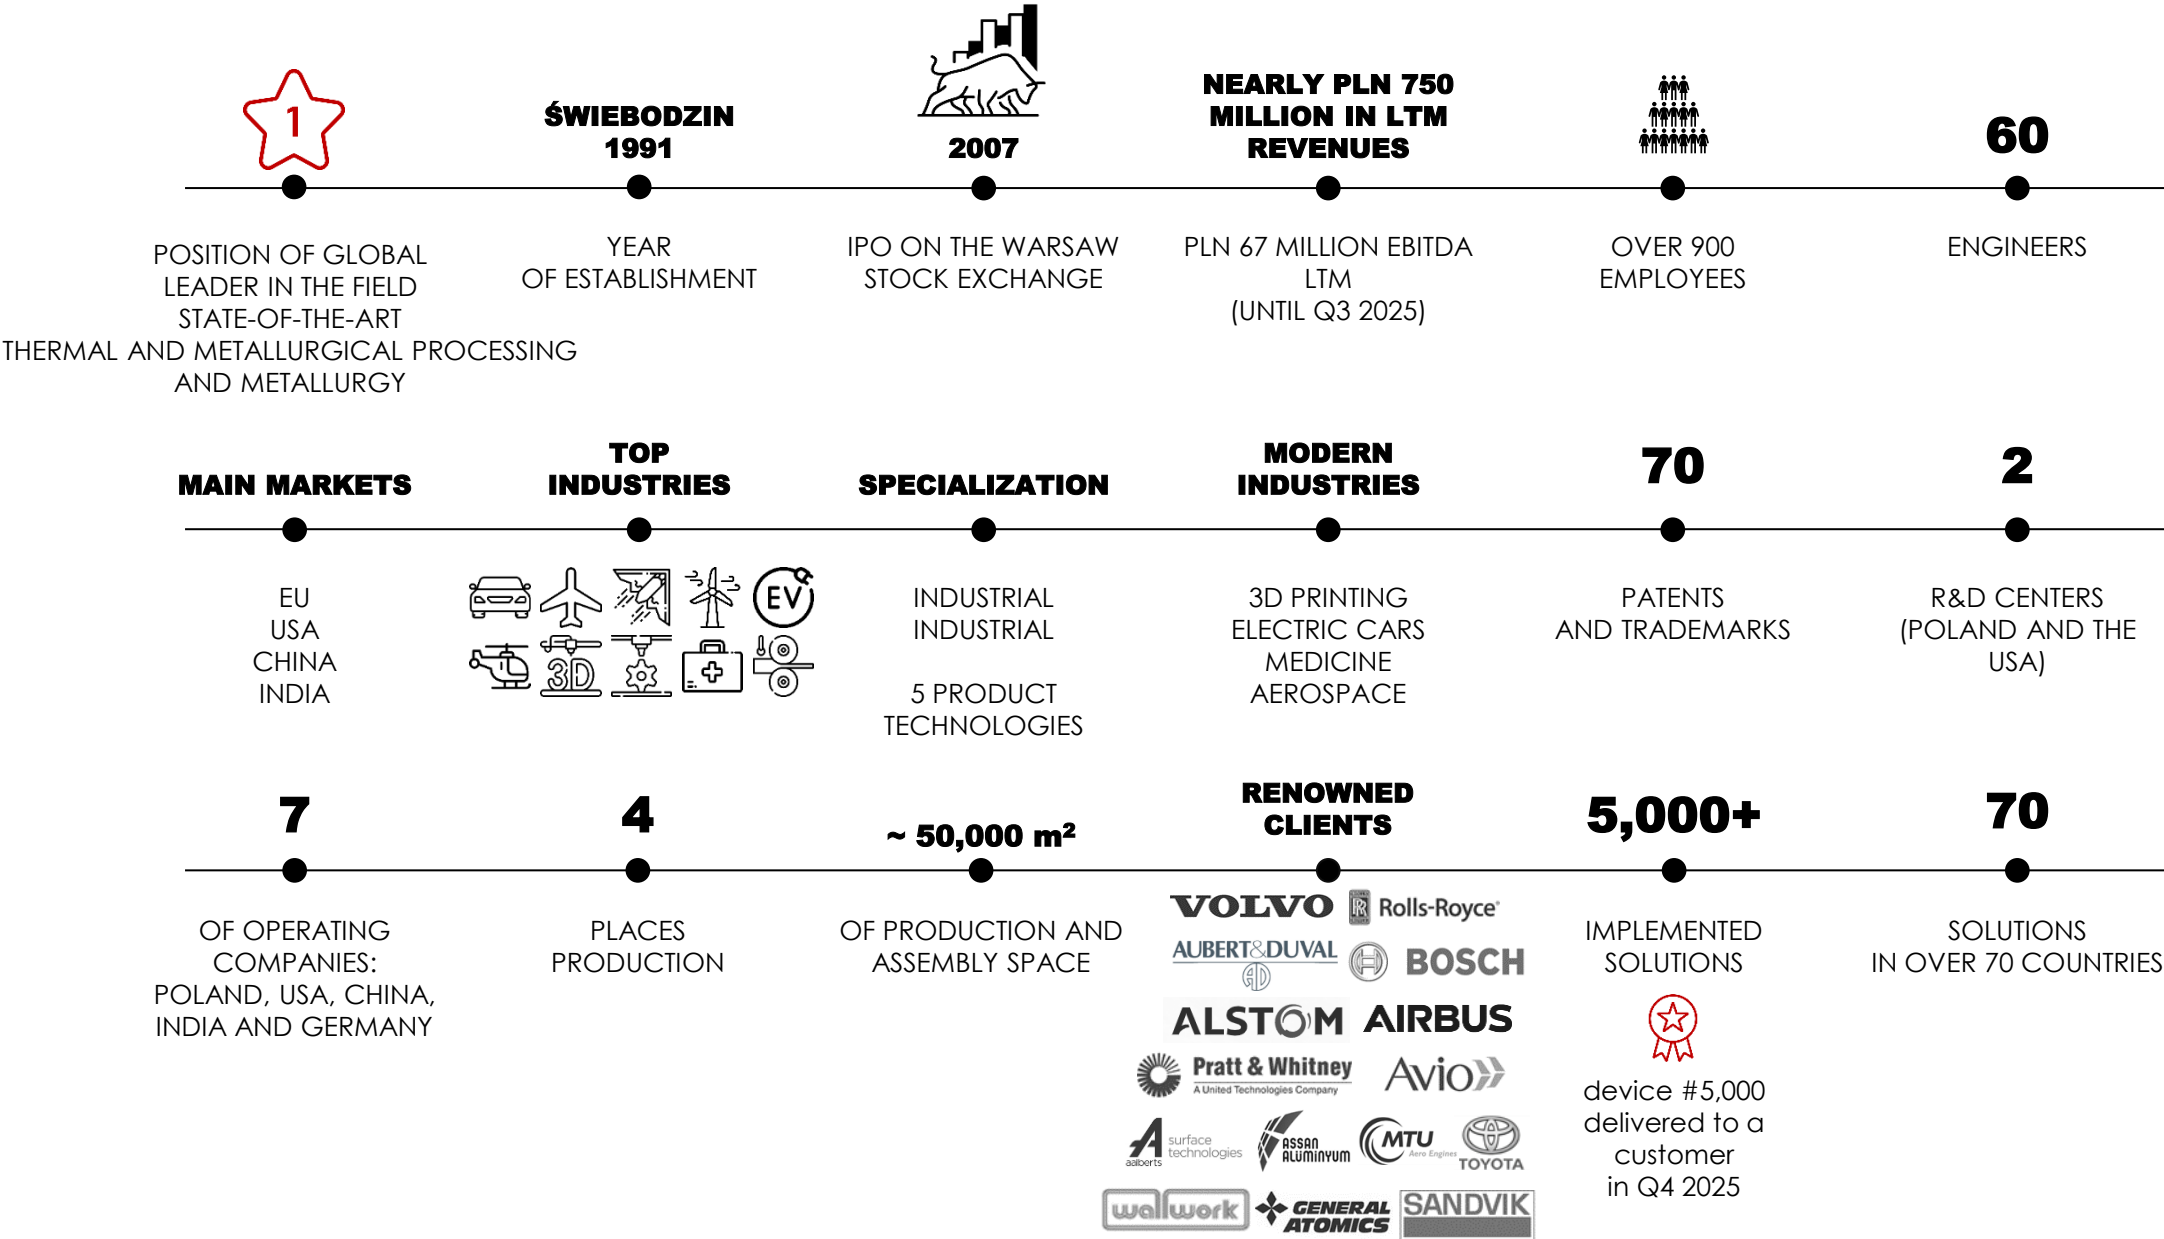 1
ŚWIEBODZIN
1991
2007
NEARLY PLN 750
MILLION IN LTM
REVENUES
60
POSITION OF GLOBAL
LEADER IN THE FIELD
STATE-OF-THE-ART
THERMAL AND METALLURGICAL PROCESSING
AND METALLURGY
YEAR
OF ESTABLISHMENT
IPO ON THE WARSAW
STOCK EXCHANGE
PLN 67 MILLION EBITDA
LTM
(UNTIL Q3 2025)
OVER 900
EMPLOYEES
ENGINEERS
MAIN MARKETS
TOP
INDUSTRIES
SPECIALIZATION
MODERN
INDUSTRIES
70
2
EU
USA
CHINA
INDIA
EV
3D
INDUSTRIAL
INDUSTRIAL
5 PRODUCT
TECHNOLOGIES
3D PRINTING
ELECTRIC CARS
MEDICINE
AEROSPACE
PATENTS
AND TRADEMARKS
R&D CENTERS
(POLAND AND THE
USA)
7
4
~ 50,000 m²
RENOWNED
CLIENTS
5,000+
70
OF OPERATING
COMPANIES:
POLAND, USA, CHINA,
INDIA AND GERMANY
PLACES
PRODUCTION
OF PRODUCTION AND
ASSEMBLY SPACE
VOLVO
Rolls-Royce
AUBERT&DUVAL
AD
BOSCH
ALSTOM
AIRBUS
Pratt & Whitney
A United Technologies Company
Avio
A
aalberts
surface
technologies
ASSAN
ALÜMİNYUM
MTU
Aero Engines
TOYOTA
wallwork
GENERAL
ATOMICS
SANDVIK
IMPLEMENTED
SOLUTIONS
device #5,000
delivered to a
customer
in Q4 2025
SOLUTIONS
IN OVER 70 COUNTRIES